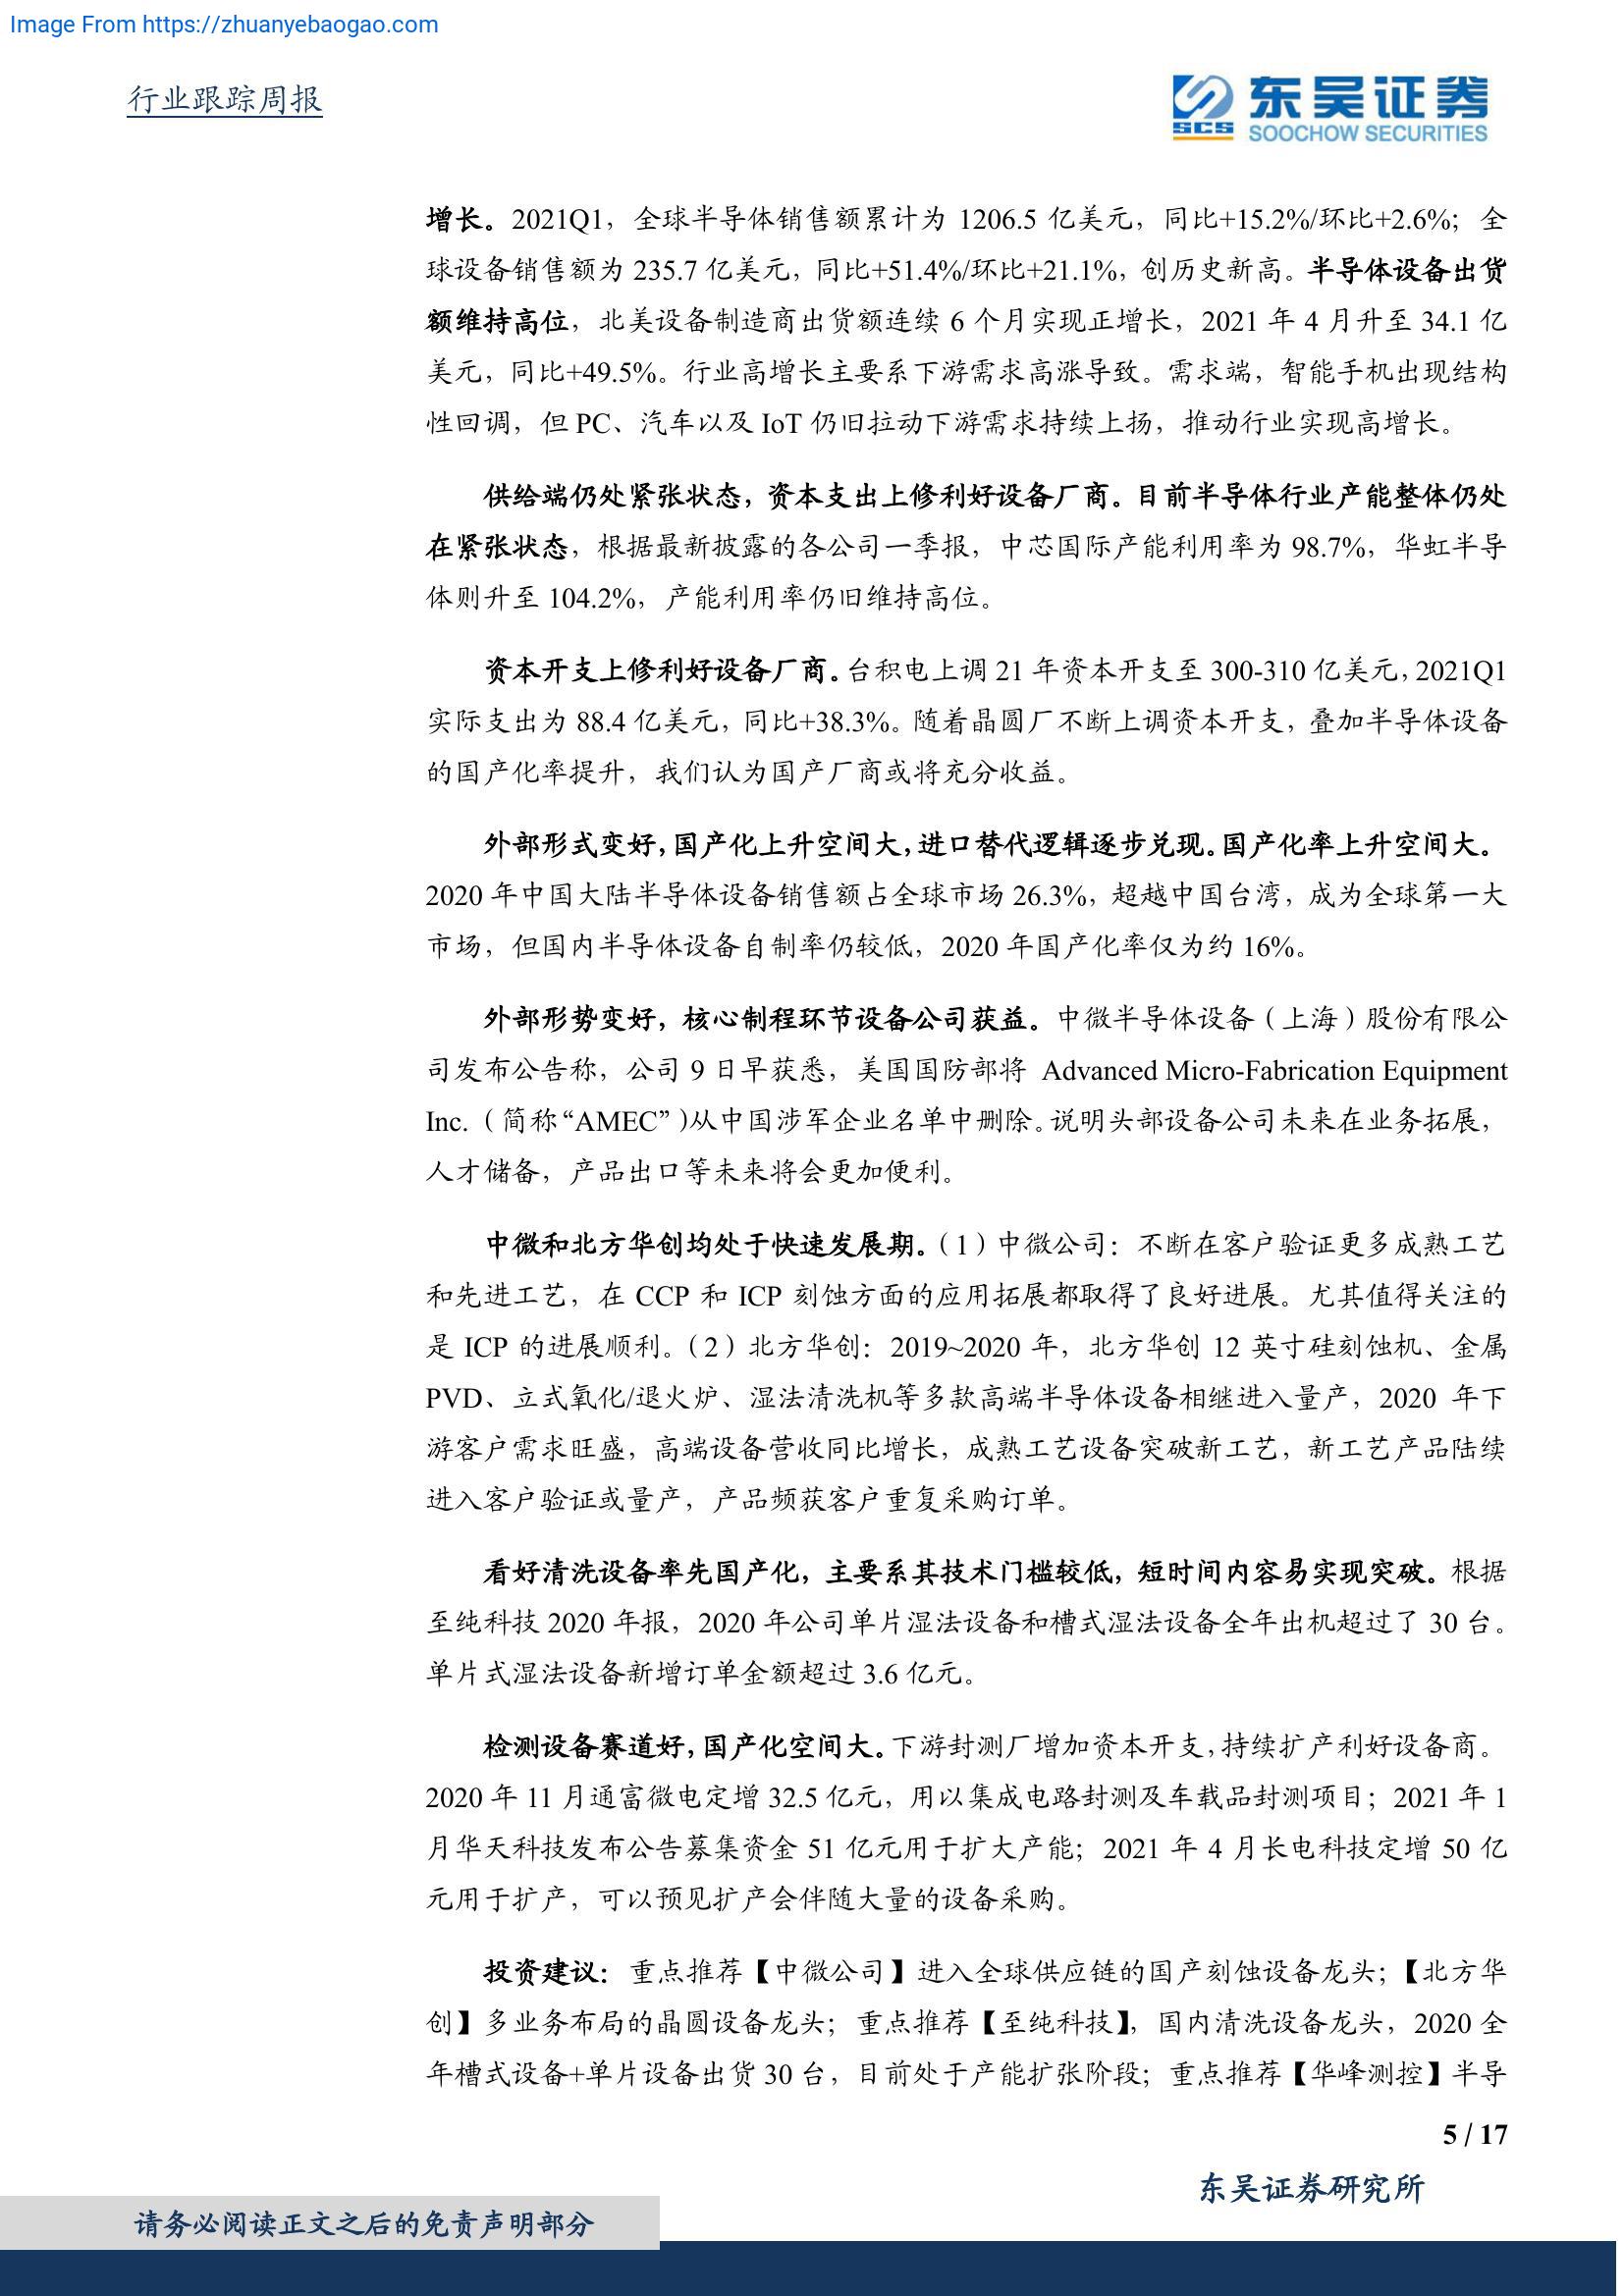 Image From https://zhuanyebaogao.com
行业跟踪周报
SCS 东吴证券
SOOCHOW SECURITIES
增长。2021Q1，全球半导体销售额累计为 1206.5 亿美元，同比+15.2%/环比+2.6%；全
球设备销售额为 235.7 亿美元，同比+51.4%/环比+21.1%，创历史新高。半导体设备出货
额维持高位，北美设备制造商出货额连续 6 个月实现正增长，2021 年 4 月升至 34.1 亿
美元，同比+49.5%。行业高增长主要系下游需求高涨导致。需求端，智能手机出现结构
性回调，但 PC、汽车以及 IoT 仍旧拉动下游需求持续上扬，推动行业实现高增长。
供给端仍处紧张状态，资本支出上修利好设备厂商。目前半导体行业产能整体仍处
在紧张状态，根据最新披露的各公司一季报，中芯国际产能利用率为 98.7%，华虹半导
体则升至 104.2%，产能利用率仍旧维持高位。
资本开支上修利好设备厂商。台积电上调 21 年资本开支至 300-310 亿美元，2021Q1
实际支出为 88.4 亿美元，同比+38.3%。随着晶圆厂不断上调资本开支，叠加半导体设备
的国产化率提升，我们认为国产厂商或将充分收益。
外部形式变好，国产化上升空间大，进口替代逻辑逐步兑现。国产化率上升空间大。
2020 年中国大陆半导体设备销售额占全球市场 26.3%，超越中国台湾，成为全球第一大
市场，但国内半导体设备自制率仍较低，2020 年国产化率仅为约 16%。
外部形势变好，核心制程环节设备公司获益。中微半导体设备（上海）股份有限公
司发布公告称，公司 9 日早获悉，美国国防部将 Advanced Micro-Fabrication Equipment
Inc.（简称“AMEC”）从中国涉军企业名单中删除。说明头部设备公司未来在业务拓展，
人才储备，产品出口等未来将会更加便利。
中微和北方华创均处于快速发展期。（1）中微公司：不断在客户验证更多成熟工艺
和先进工艺，在 CCP 和 ICP 刻蚀方面的应用拓展都取得了良好进展。尤其值得关注的
是 ICP 的进展顺利。（2）北方华创：2019~2020 年，北方华创 12 英寸硅刻蚀机、金属
PVD、立式氧化/退火炉、湿法清洗机等多款高端半导体设备相继进入量产，2020 年下
游客户需求旺盛，高端设备营收同比增长，成熟工艺设备突破新工艺，新工艺产品陆续
进入客户验证或量产，产品频获客户重复采购订单。
看好清洗设备率先国产化，主要系其技术门槛较低，短时间内容易实现突破。根据
至纯科技 2020 年报，2020 年公司单片湿法设备和槽式湿法设备全年出机超过了 30 台。
单片式湿法设备新增订单金额超过 3.6 亿元。
检测设备赛道好，国产化空间大。下游封测厂增加资本开支，持续扩产利好设备商。
2020 年 11 月通富微电定增 32.5 亿元，用以集成电路封测及车载品封测项目；2021 年 1
月华天科技发布公告募集资金 51 亿元用于扩大产能；2021 年 4 月长电科技定增 50 亿
元用于扩产，可以预见扩产会伴随大量的设备采购。
投资建议：重点推荐【中微公司】进入全球供应链的国产刻蚀设备龙头；【北方华
创】多业务布局的晶圆设备龙头；重点推荐【至纯科技】，国内清洗设备龙头，2020 全
年槽式设备+单片设备出货 30 台，目前处于产能扩张阶段；重点推荐【华峰测控】半导
5 / 17
东吴证券研究所
请务必阅读正文之后的免责声明部分